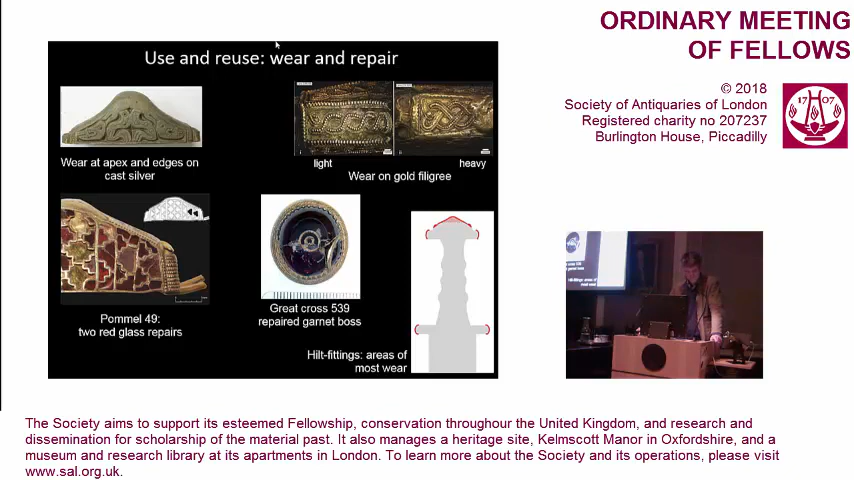 ORDINARY MEETING
OF FELLOWS
© 2018
Society of Antiquaries of London
Registered charity no 207237
Burlington House, Piccadilly
1707
Use and reuse: wear and repair
Wear at apex and edges on
cast silver
light
heavy
Wear on gold filigree
Pommel 49:
two red glass repairs
Great cross 539
repaired garnet boss
Hilt-fittings: areas of
most wear
The Society aims to support its esteemed Fellowship, conservation throughour the United Kingdom, and research and
dissemination for scholarship of the material past. It also manages a heritage site, Kelmscott Manor in Oxfordshire, and a
museum and research library at its apartments in London. To learn more about the Society and its operations, please visit
www.sal.org.uk.